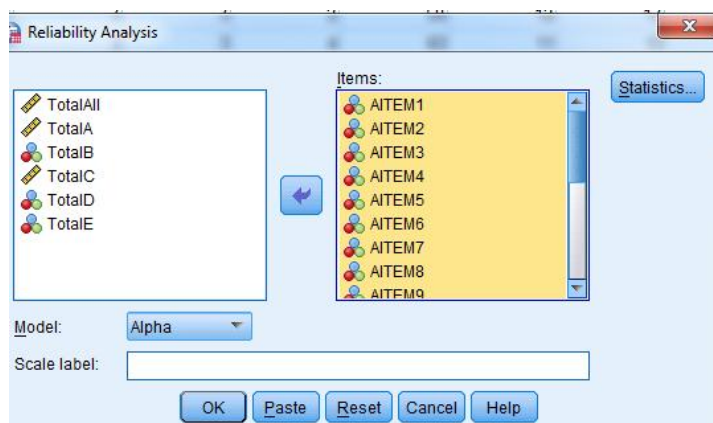 Reliability Analysis
Items:
Statistics...
TotalAll
TotalA
TotalB
TotalC
TotalD
TotalE
AITEM1
AITEM2
AITEM3
AITEM4
AITEM5
AITEM6
AITEM7
AITEM8
AITEM9
Model:
Alpha
Scale label:
OK Paste Reset Cancel Help